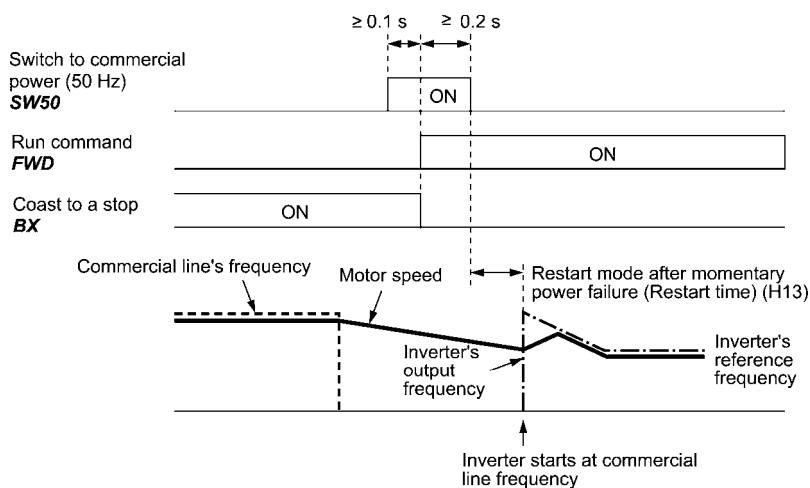 ≥ 0.1 s
≥ 0.2 s
Switch to commercial
power (50 Hz)
SW50
ON
Run command
FWD
ON
Coast to a stop
BX
ON
Commercial line's frequency
Motor speed
Restart mode after momentary
power failure (Restart time) (H13)
Inverter's
output
frequency
Inverter's
reference
frequency
Inverter starts at commercial
line frequency